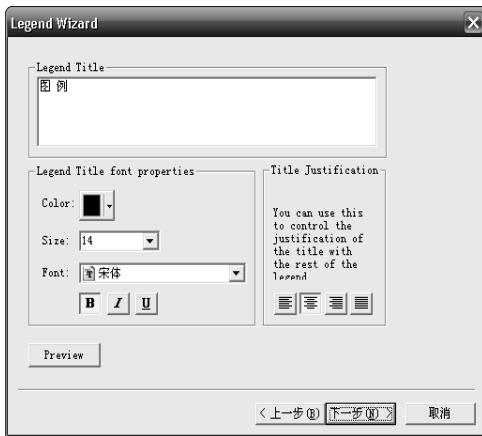 Legend Wizard
Legend Title
图 例
Legend Title font properties
Color:
Size: 14
Font: 宋体
B I U
Title Justification
You can use this
to control the
justification of
the title with
the rest of the
legend
Preview
<上一步(B) 下一步(N)> 取消